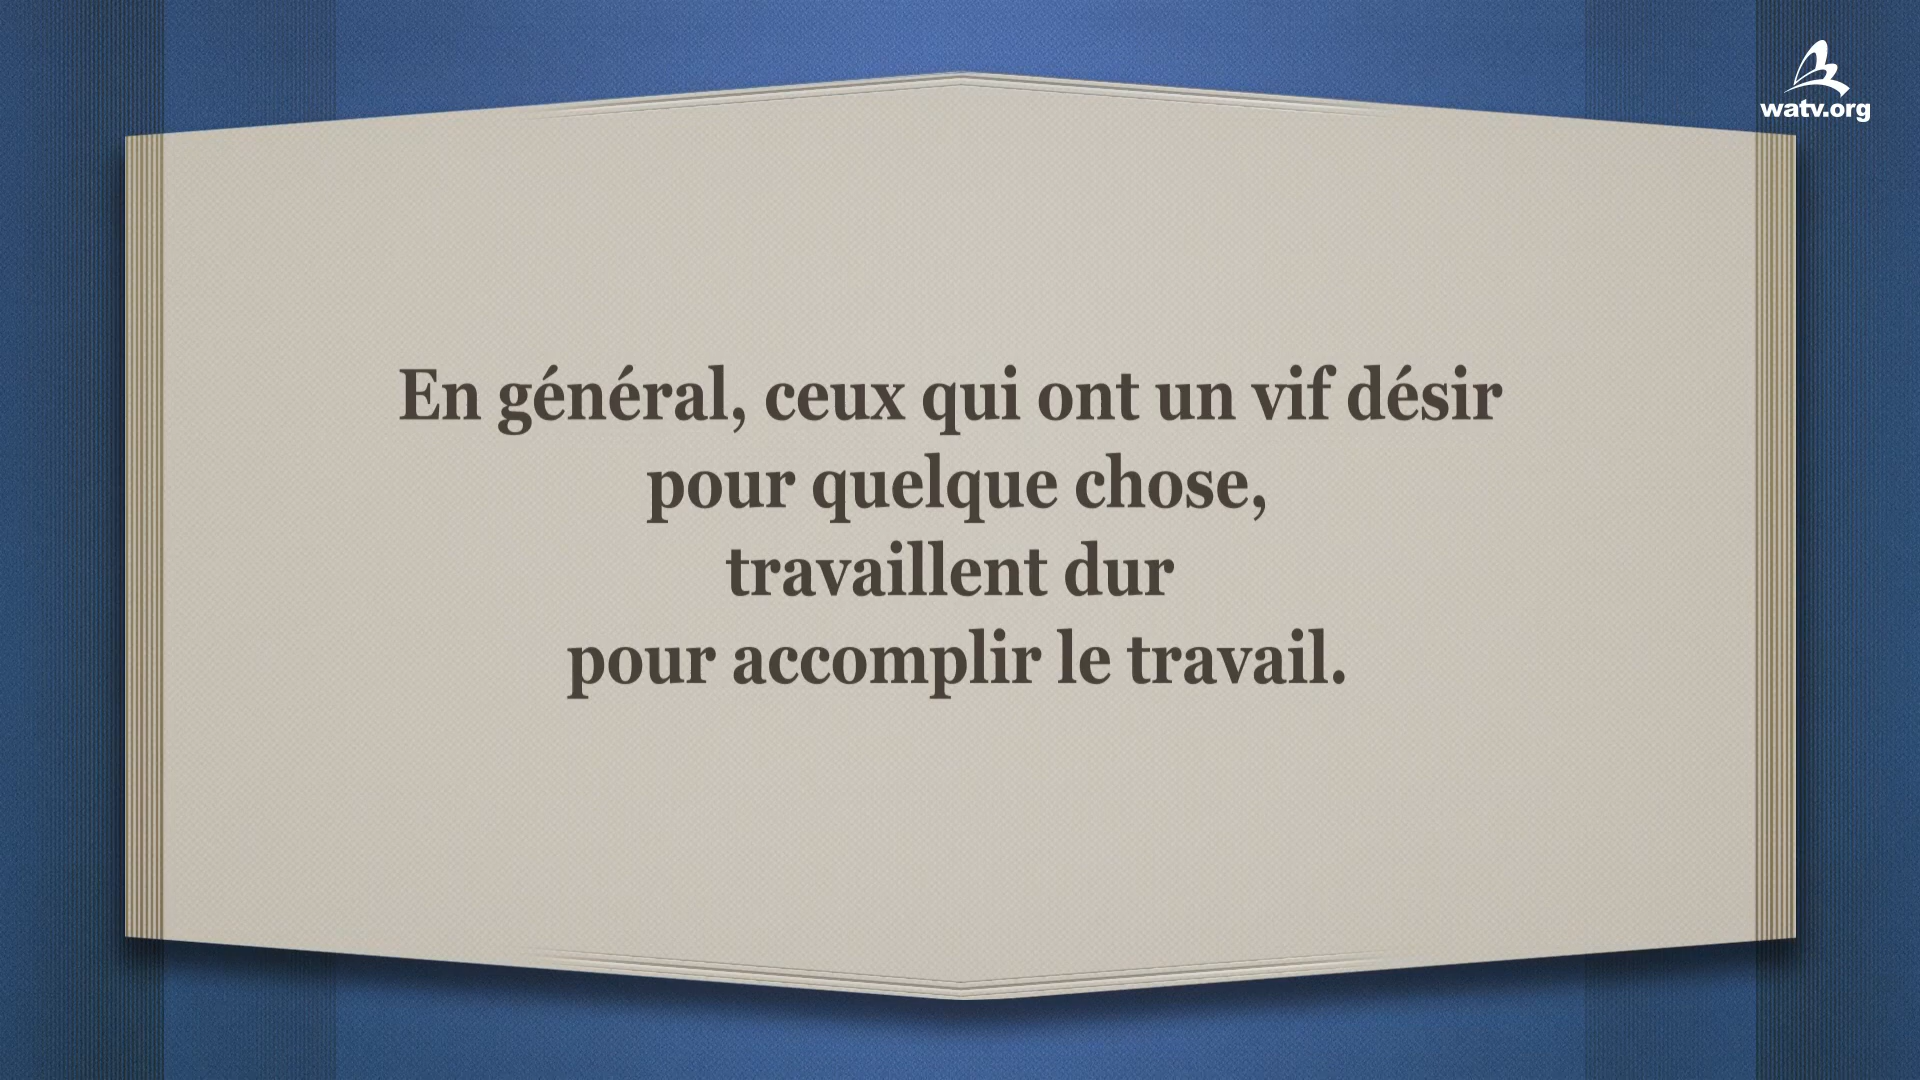 watv.org
En général, ceux qui ont un vif désir
pour quelque chose,
travaillent dur
pour accomplir le travail.